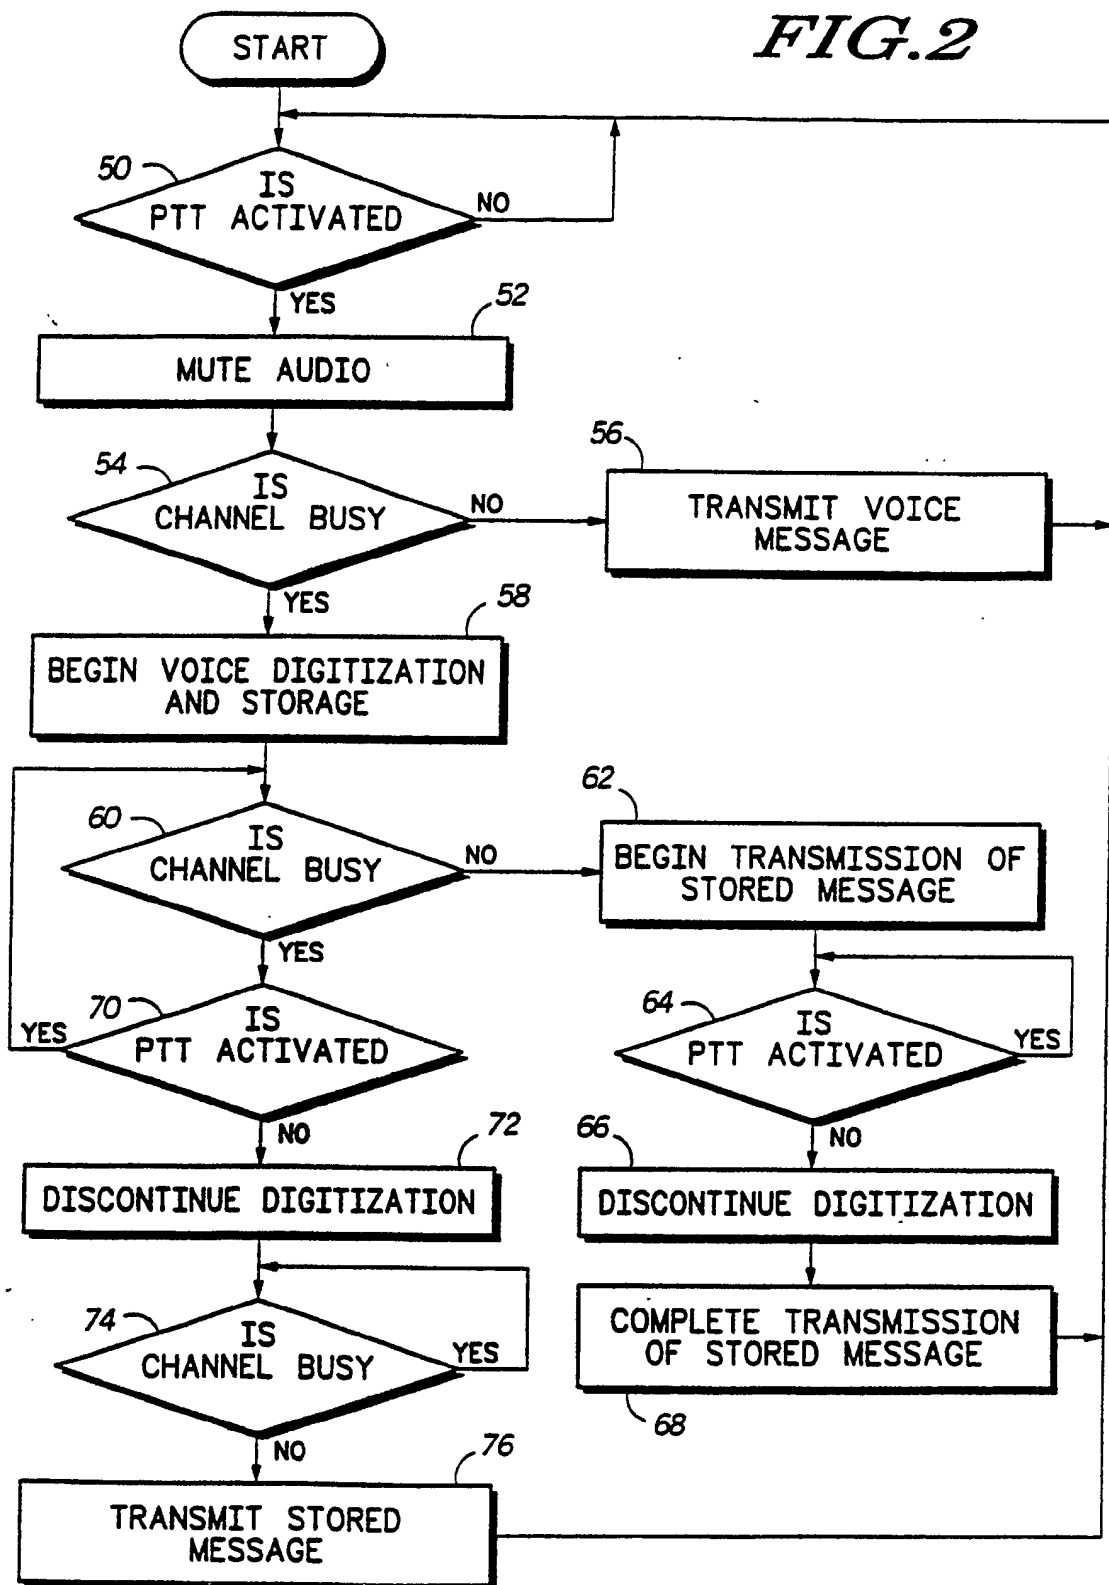 FIG.2
START
50
IS
PTT ACTIVATED
NO
YES
52
MUTE AUDIO
54
IS
CHANNEL BUSY
NO
56
TRANSMIT VOICE
MESSAGE
YES
58
BEGIN VOICE DIGITIZATION
AND STORAGE
60
IS
CHANNEL BUSY
NO
62
BEGIN TRANSMISSION OF
STORED MESSAGE
YES
70
IS
PTT ACTIVATED
YES
64
IS
PTT ACTIVATED
YES
NO
72
DISCONTINUE DIGITIZATION
NO
66
DISCONTINUE DIGITIZATION
74
IS
CHANNEL BUSY
YES
COMPLETE TRANSMISSION
OF STORED MESSAGE
68
NO
76
TRANSMIT STORED
MESSAGE